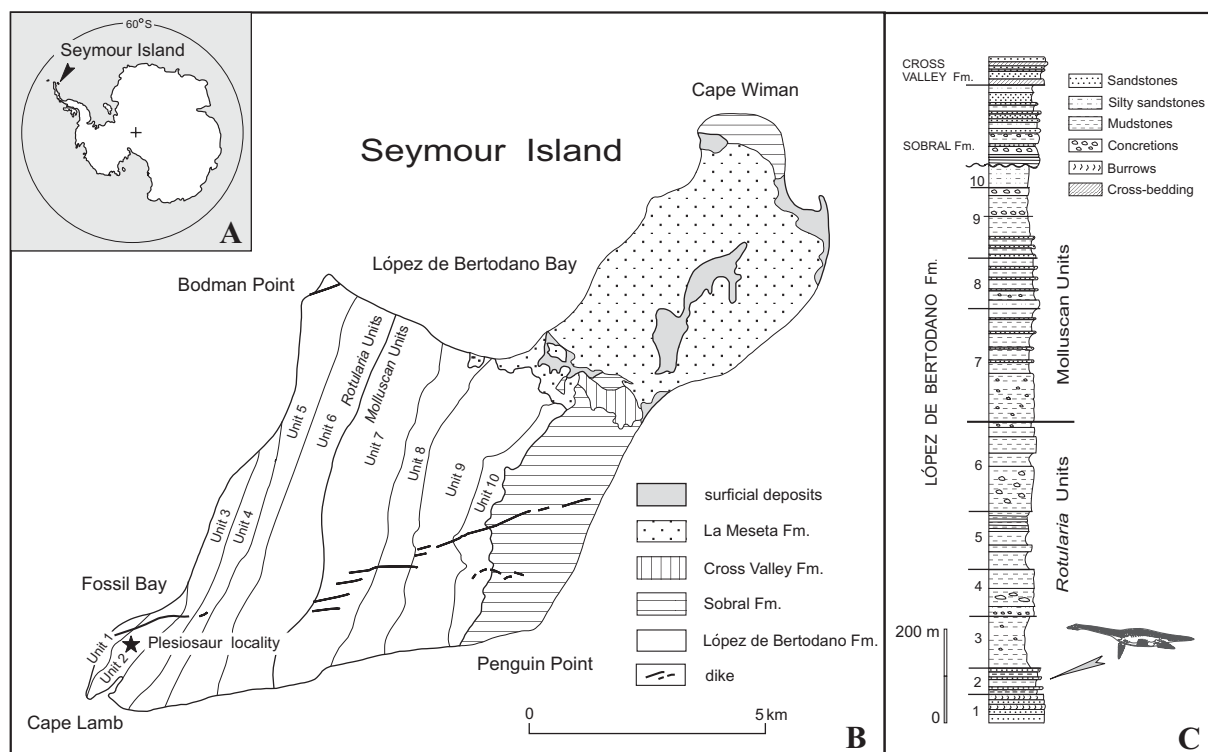 60°S
Seymour Island
A
Seymour Island
Cape Wiman
López de Bertodano Bay
Bodman Point
Rotularia Units
Molluscan Units
Unit 5
Unit 6
Unit 7
Unit 8
Unit 9
Unit 10
Unit 3
Unit 4
Fossil Bay
Unit 1
Unit 2
Plesiosaur locality
Penguin Point
Cape Lamb
surficial deposits
La Meseta Fm.
Cross Valley Fm.
Sobral Fm.
López de Bertodano Fm.
dike
0 5 km
B
CROSS
VALLEY Fm.
SOBRAL Fm.
LÓPEZ DE BERTODANO Fm.
10
9
8
7
6
5
4
3
2
1
Molluscan Units
Rotularia Units
Sandstones
Silty sandstones
Mudstones
Concretions
Burrows
Cross-bedding
200 m
0
C